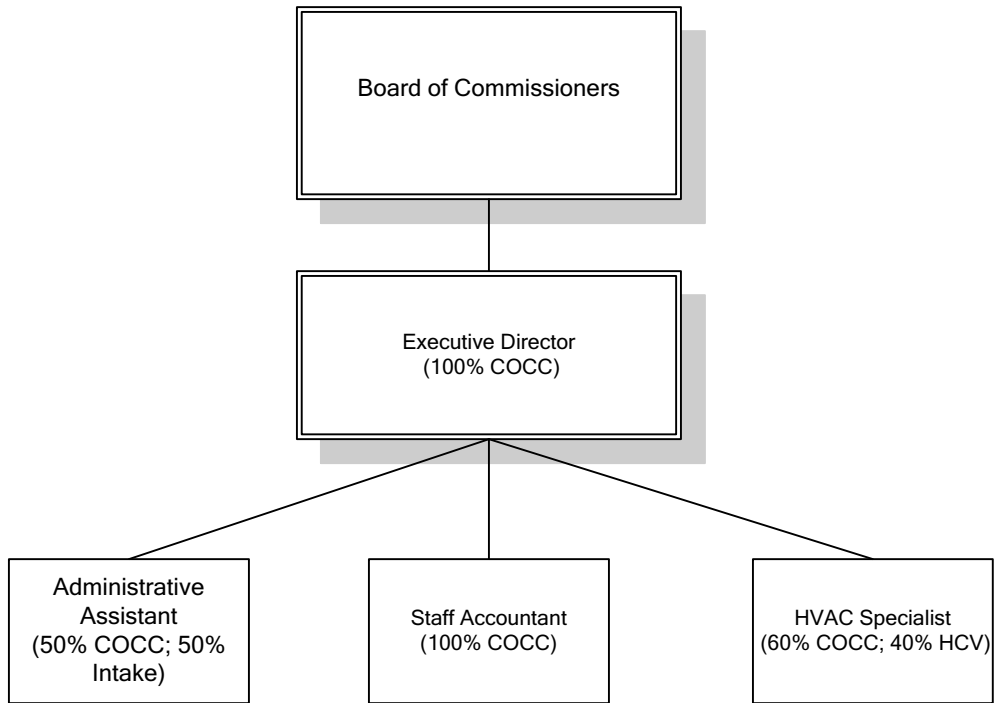 Board of Commissioners
Executive Director
(100% COCC)
Administrative
Assistant
(50% COCC; 50%
Intake)
Staff Accountant
(100% COCC)
HVAC Specialist
(60% COCC; 40% HCV)